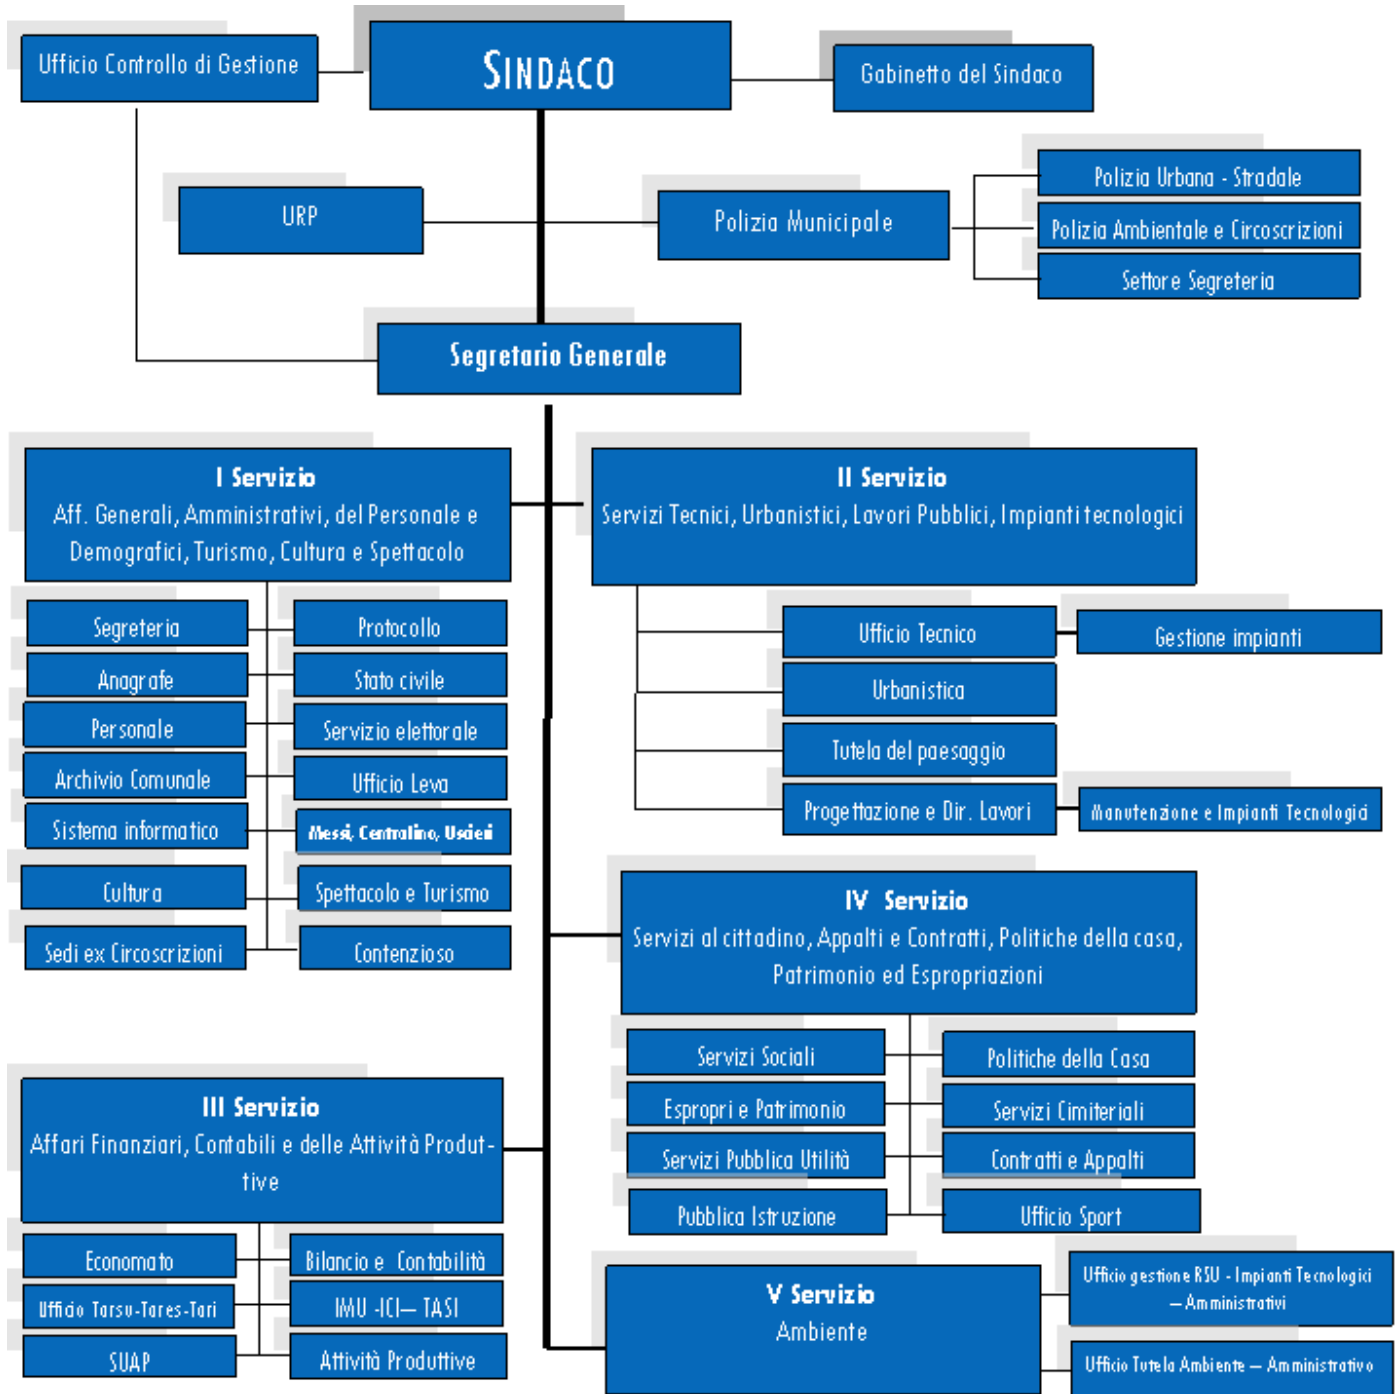 Ufficio Controllo di Gestione
SINDACO
Gabinetto del Sindaco
URP
Polizia Municipale
Polizia Urbana - Stradale
Polizia Ambientale e Circoscrizioni
Settore Segreteria
Segretario Generale
I Servizio
Aff. Generali, Amministrativi, del Personale e
Demografici, Turismo, Cultura e Spettacolo
Segreteria
Protocollo
Anagrafe
Stato civile
Personale
Servizio elettorale
Archivio Comunale
Ufficio Leva
Sistema informatico
Messi, Centralino, Uscieri
Cultura
Spettacolo e Turismo
Sedi ex Circoscrizioni
Contenzioso
II Servizio
Servizi Tecnici, Urbanistici, Lavori Pubblici, Impianti tecnologici
Ufficio Tecnico
Gestione impianti
Urbanistica
Tutela del paesaggio
Progettazione e Dir. Lavori
Manutenzione e Impianti Tecnologici
III Servizio
Affari Finanziari, Contabili e delle Attività Produt-
tive
Economato
Bilancio e Contabilità
Ufficio Tarsu-Tares-Tari
IMU -ICI— TASI
SUAP
Attività Produttive
IV Servizio
Servizi al cittadino, Appalti e Contratti, Politiche della casa,
Patrimonio ed Espropriazioni
Servizi Sociali
Politiche della Casa
Espropri e Patrimonio
Servizi Cimiteriali
Servizi Pubblica Utilità
Contratti e Appalti
Pubblica Istruzione
Ufficio Sport
V Servizio
Ambiente
Ufficio gestione RSU - Impianti Tecnologici
— Amministrativi
Ufficio Tutela Ambiente — Amministrativo